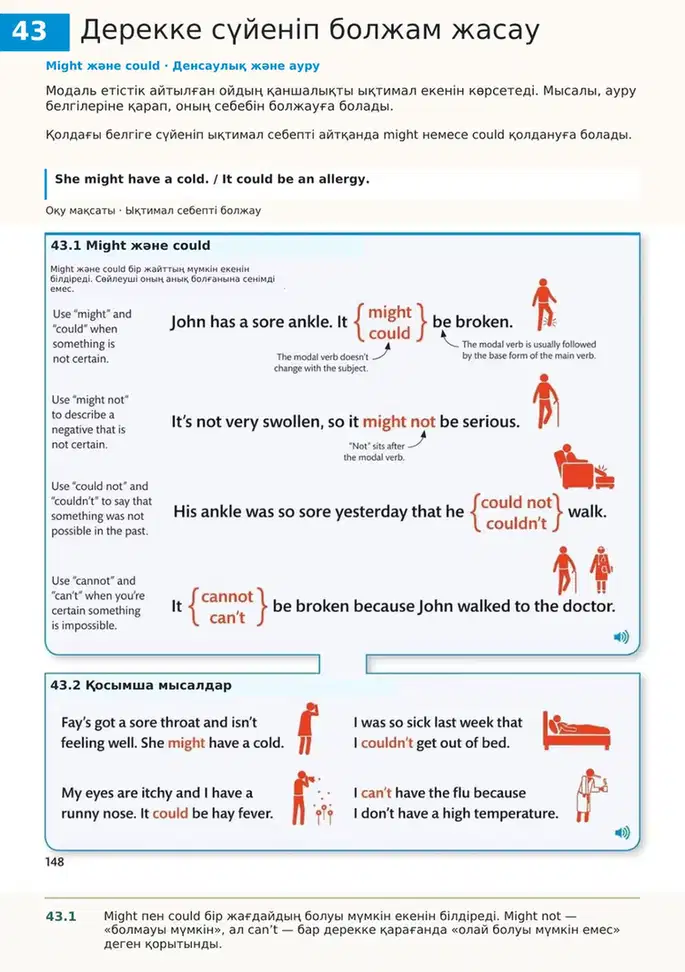 43 Дерекке сүйеніп болжам жасау
Might және could · Денсаулық және ауру
Модаль етістік айтылған ойдың қаншалықты ықтимал екенін көрсетеді. Мысалы, ауру
белгілеріне қарап, оның себебін болжауға болады.
Қолдағы белгіге сүйеніп ықтимал себепті айтқанда might немесе could қолдануға болады.
She might have a cold. / It could be an allergy.
Оқу мақсаты · Ықтимал себепті болжау
43.1 Might және could
Might және could бір жайттың мүмкін екенін
білдіреді. Сөйлеуші оның анық болғанына сенімді
емес.
Use “might” and
“could” when
something is
not certain.
John has a sore ankle. It { might could } be broken.
The modal verb doesn’t
change with the subject.
The modal verb is usually followed
by the base form of the main verb.
Use “might not”
to describe a
negative that is
not certain.
It’s not very swollen, so it might not be serious.
“Not” sits after
the modal verb.
Use “could not” and
“couldn’t” to say that
something was not
possible in the past.
His ankle was so sore yesterday that he { could not couldn’t } walk.
Use “cannot” and
“can’t” when you’re
certain something
is impossible.
It { cannot can’t } be broken because John walked to the doctor.
43.2 Қосымша мысалдар
Fay’s got a sore throat and isn’t
feeling well. She might have a cold.
I was so sick last week that
I couldn’t get out of bed.
My eyes are itchy and I have a
runny nose. It could be hay fever.
I can’t have the flu because
I don’t have a high temperature.
148
43.1 Might пен could бір жағдайдың болуы мүмкін екенін білдіреді. Might not —
«болмауы мүмкін», ал can’t — бар дерекке қарағанда «олай болуы мүмкін емес»
деген қорытынды.